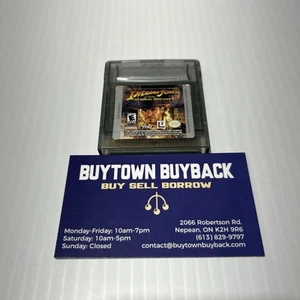 INDIANA JONES
BUYTOWN BUYBACK
BUY SELL BORROW
Monday-Friday: 10am-7pm
Saturday: 10am-5pm
Sunday: Closed
2066 Robertson Rd.
Nepean, ON K2H 9R6
(613) 829-9797
contact@buytownbuyback.com